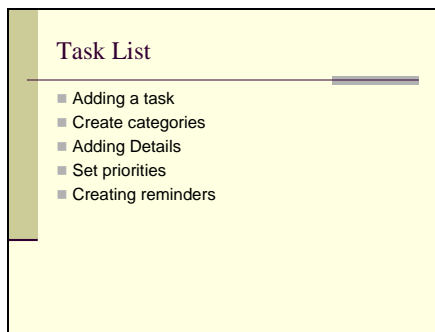 Task List
Adding a task
Create categories
Adding Details
Set priorities
Creating reminders